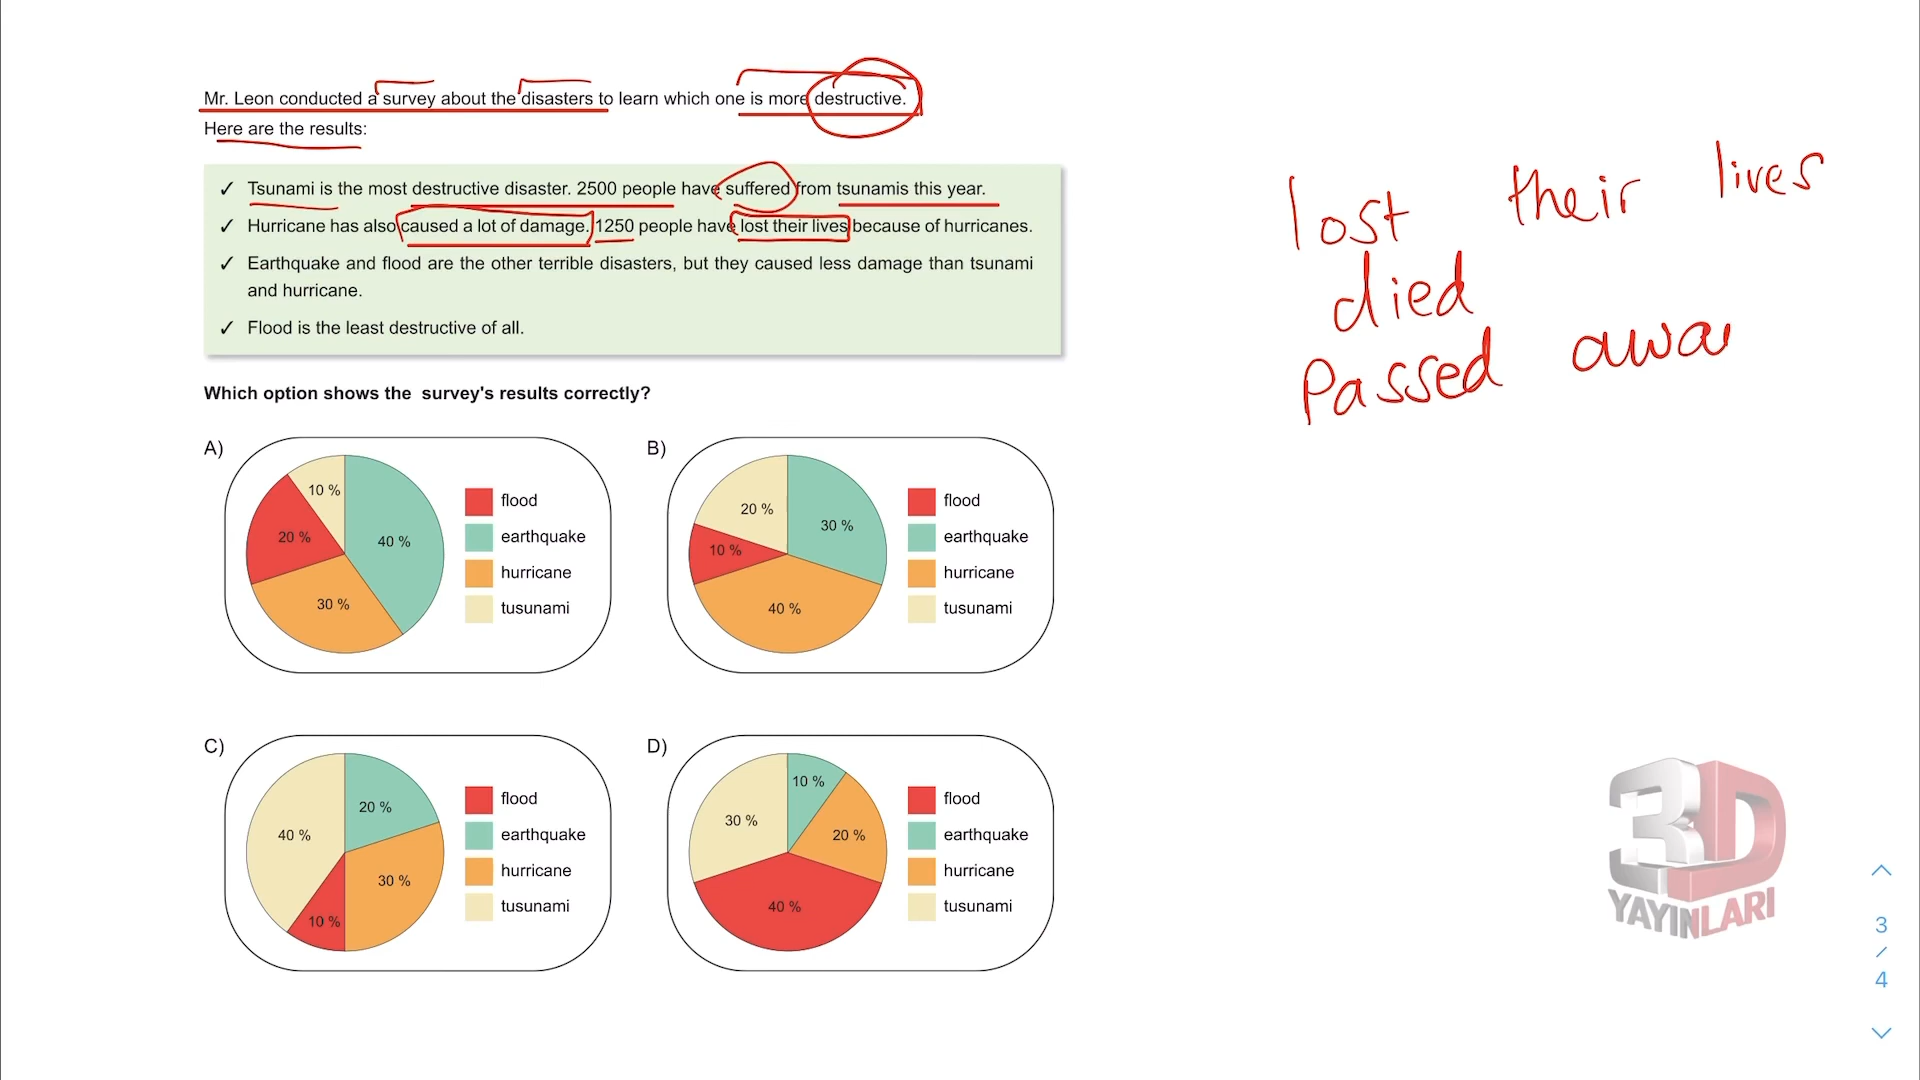 Mr. Leon conducted a survey about the disasters to learn which one is more destructive.
Here are the results:
✓ Tsunami is the most destructive disaster. 2500 people have suffered from tsunamis this year.
✓ Hurricane has also caused a lot of damage. 1250 people have lost their lives because of hurricanes.
✓ Earthquake and flood are the other terrible disasters, but they caused less damage than tsunami
and hurricane.
✓ Flood is the least destructive of all.
Which option shows the survey's results correctly?
A)
10 %
20 %
40 %
30 %
flood
earthquake
hurricane
tusunami
B)
20 %
30 %
10 %
40 %
flood
earthquake
hurricane
tusunami
C)
20 %
40 %
30 %
10 %
flood
earthquake
hurricane
tusunami
D)
10 %
30 %
20 %
40 %
flood
earthquake
hurricane
tusunami
lost their lives
died
Passed awa
3D
YAYINLARI
3
/
4